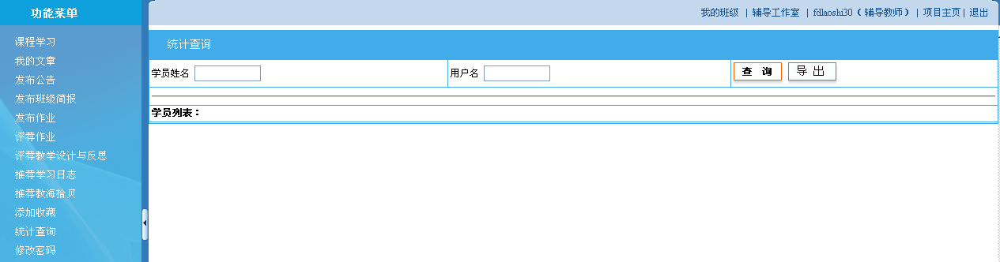 功能菜单
课程学习
我的文章
发布公告
发布班级简报
发布作业
评荐作业
评荐教学设计与反思
推荐学习日志
推荐教海拾贝
添加收藏
统计查询
修改密码
我的班级 | 辅导工作室 | fdlaoshi30（辅导教师） | 项目主页 | 退出
统计查询
学员姓名 用户名 查 询 导 出
学员列表：